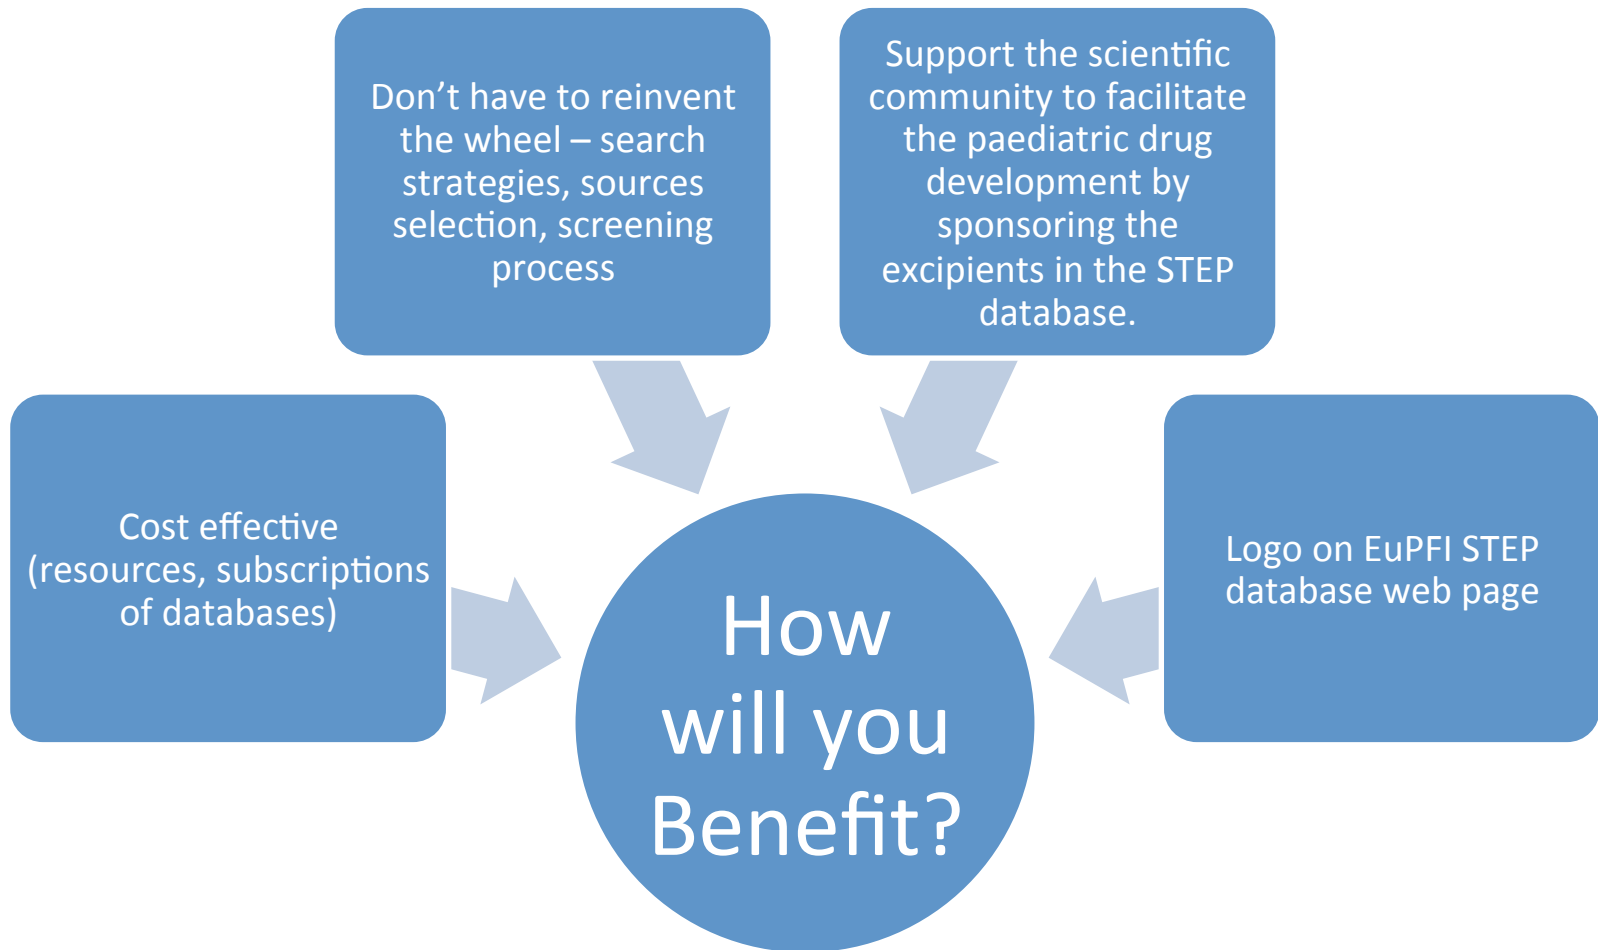 Don’t have to reinvent
the wheel – search
strategies, sources
selection, screening
process
Support the scientific
community to facilitate
the paediatric drug
development by
sponsoring the
excipients in the STEP
database.
Cost effective
(resources, subscriptions
of databases)
Logo on EuPFI STEP
database web page
How
will you
Benefit?